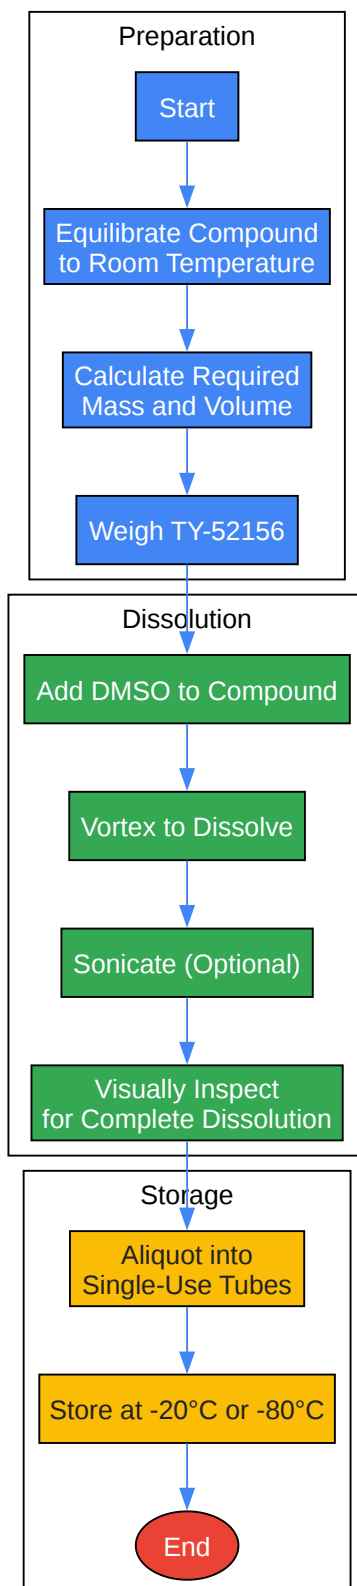 Preparation
Start
Equilibrate Compound
to Room Temperature
Calculate Required
Mass and Volume
Weigh TY-52156
Dissolution
Add DMSO to Compound
Vortex to Dissolve
Sonicate (Optional)
Visually Inspect
for Complete Dissolution
Storage
Aliquot into
Single-Use Tubes
Store at -20°C or -80°C
End